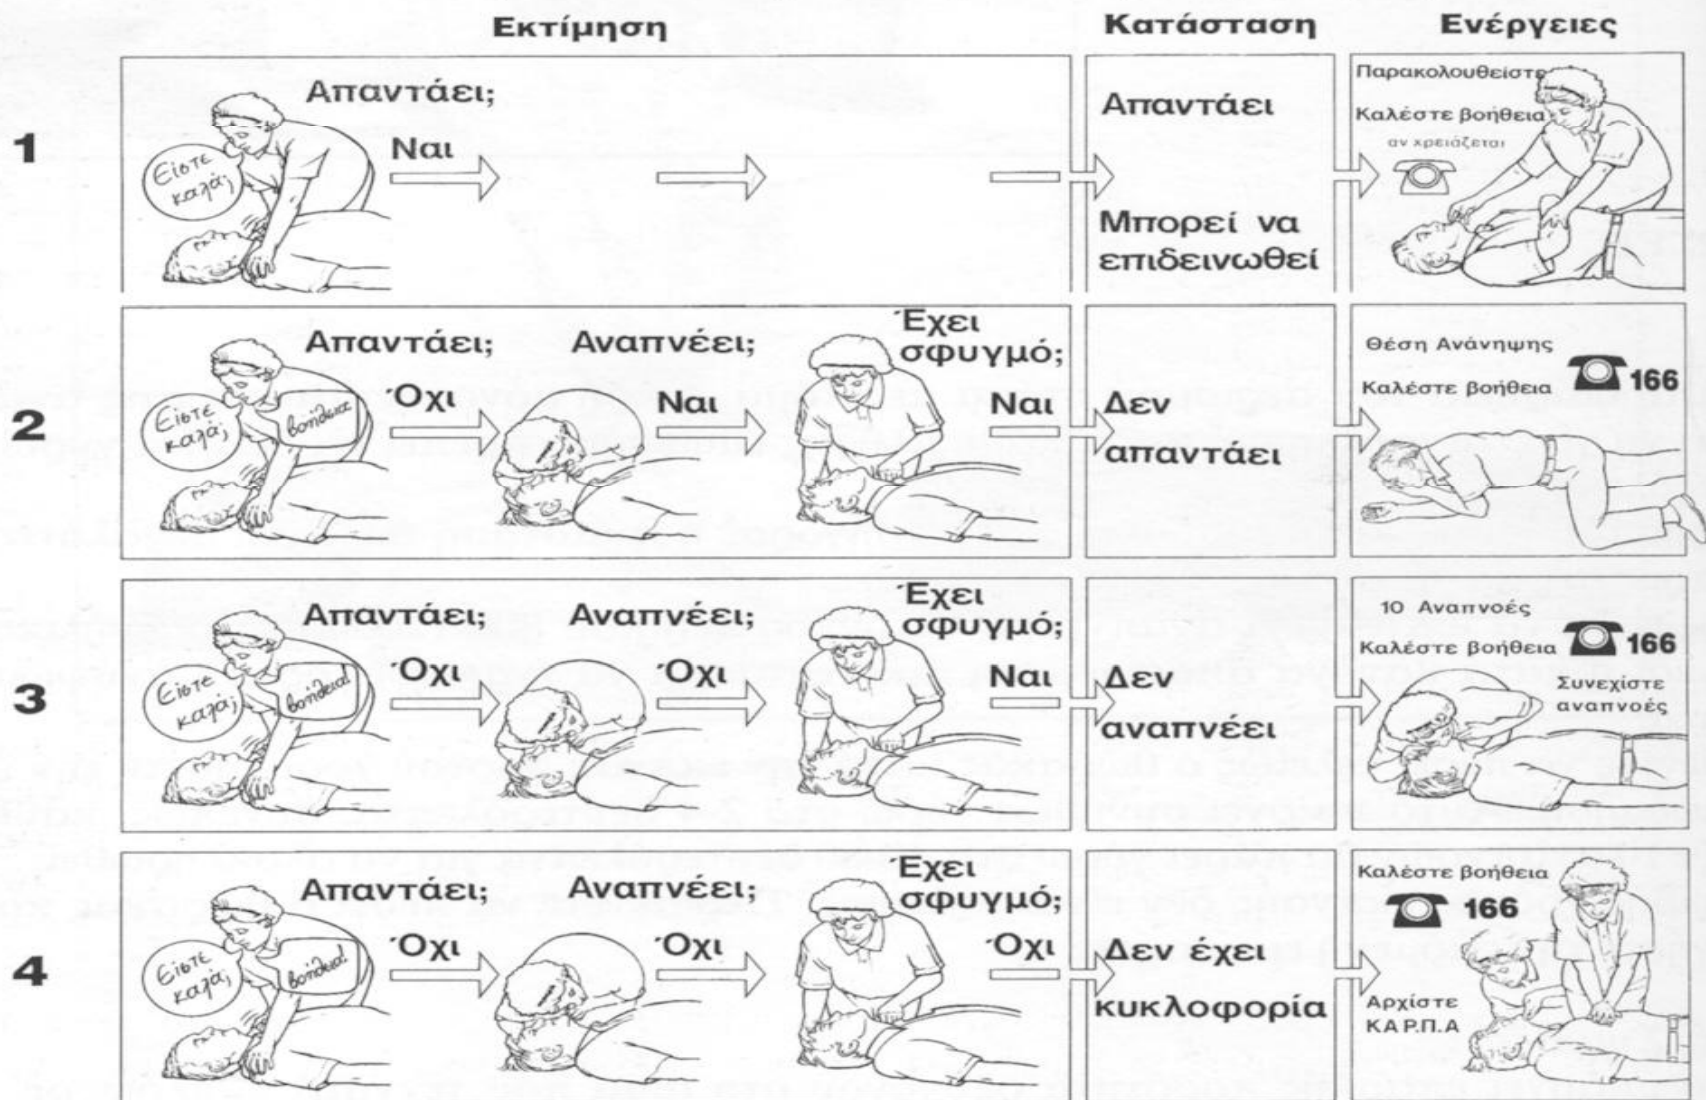 Εκτίμηση
Κατάσταση
Ενέργειες
1
Απαντάει;
Είστε
καλά;
Ναι
Απαντάει
Μπορεί να
επιδεινωθεί
Παρακολουθείστε
Καλέστε βοήθεια
αν χρειάζεται
2
Απαντάει;
Αναπνέει;
Έχει
σφυγμό;
Είστε
καλά;
βοήθεια
Όχι
Ναι
Ναι
Δεν
απαντάει
Θέση Ανάνηψης
Καλέστε βοήθεια 166
3
Απαντάει;
Αναπνέει;
Έχει
σφυγμό;
Είστε
καλά;
βοήθεια!
Όχι
Όχι
Ναι
Δεν
αναπνέει
10 Αναπνοές
Καλέστε βοήθεια 166
Συνεχίστε
αναπνοές
4
Απαντάει;
Αναπνέει;
Έχει
σφυγμό;
Είστε
καλά;
βοήθεια!
Όχι
Όχι
Όχι
Δεν έχει
κυκλοφορία
Καλέστε βοήθεια
166
Αρχίστε
ΚΑΡ.Π.Α